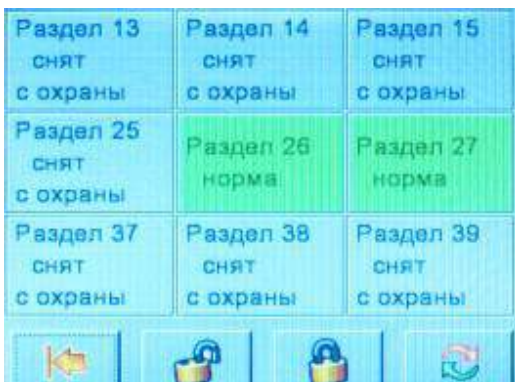 Раздел 13
снят
с охраны
Раздел 14
снят
с охраны
Раздел 15
снят
с охраны
Раздел 25
снят
с охраны
Раздел 26
норма
Раздел 27
норма
Раздел 37
снят
с охраны
Раздел 38
снят
с охраны
Раздел 39
снят
с охраны